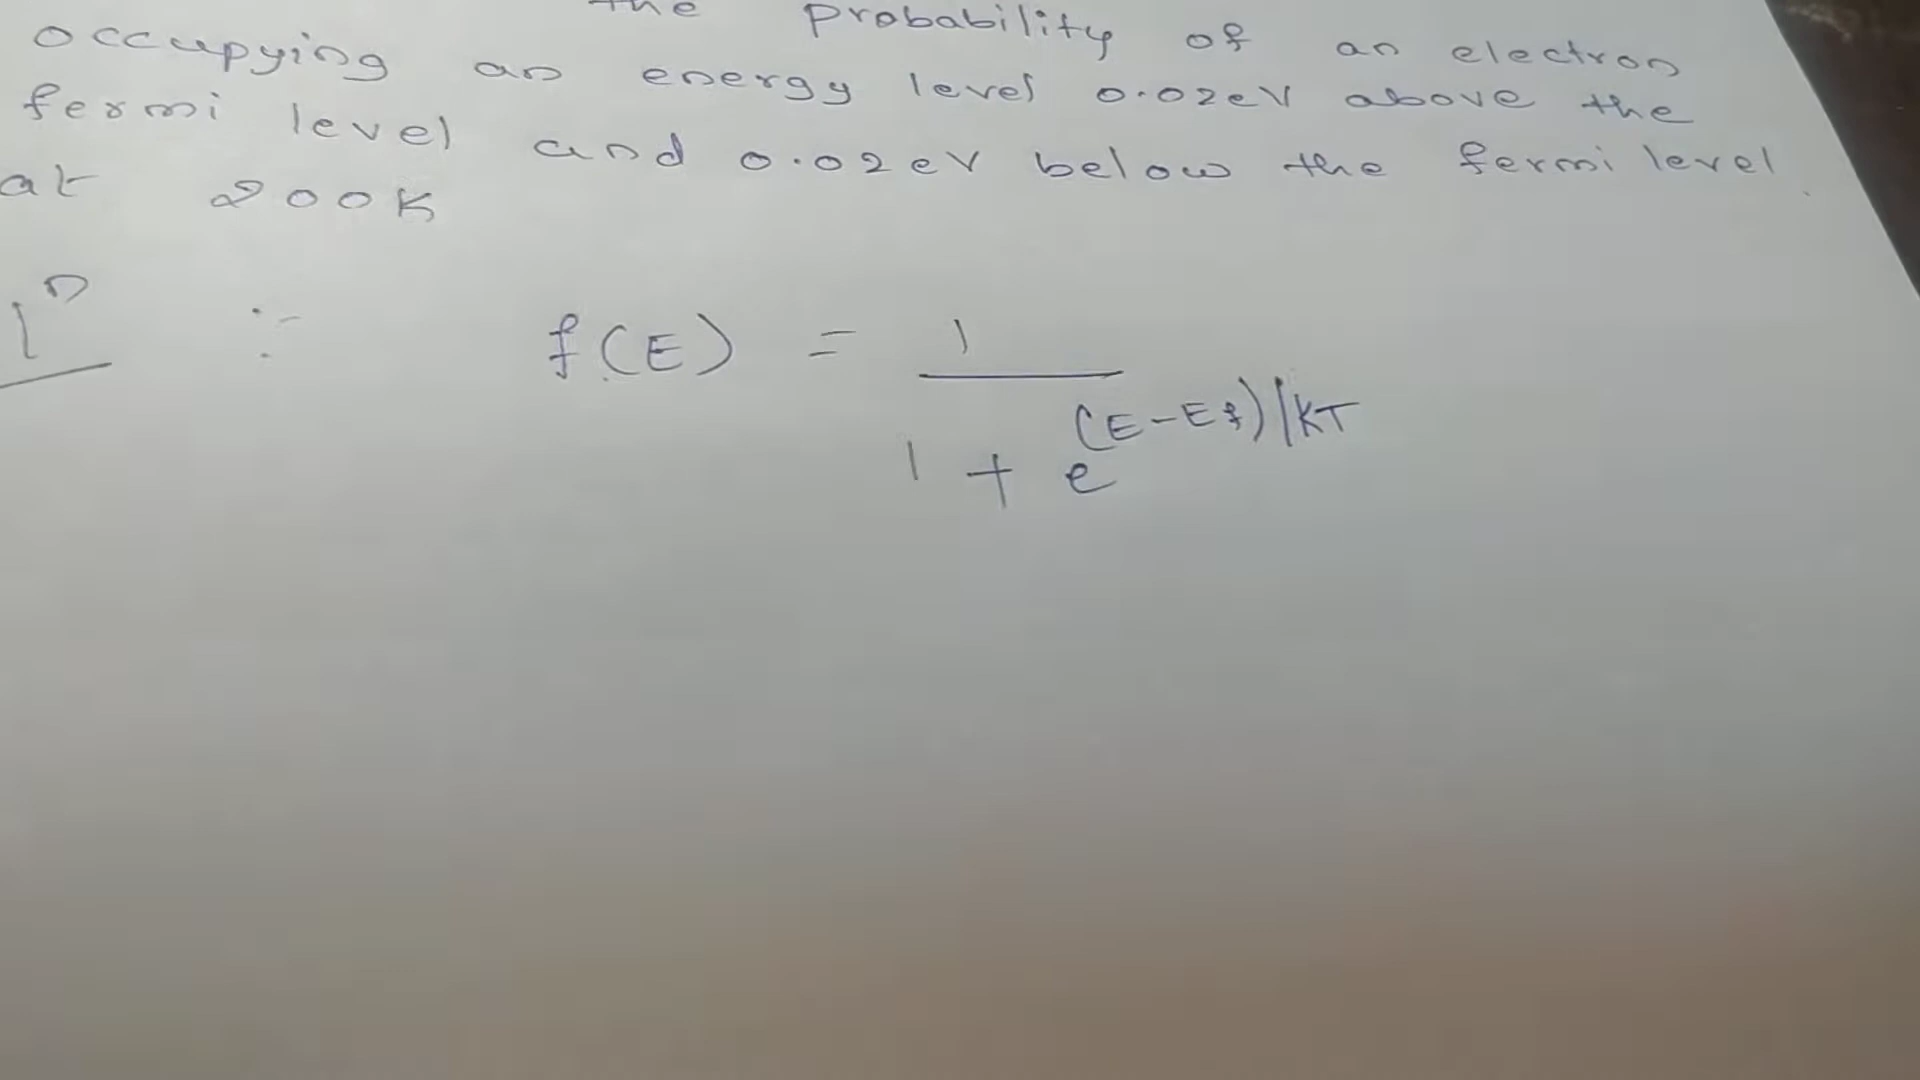 the probability of an electron
occupying an energy level 0.02eV above the
fermi level and 0.02eV below the fermi level
at 200K
:- f(E) = 1
1 + e^(E-Ef)/KT